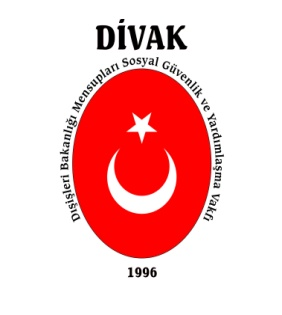 DİVAK
Dışişleri Bakanlığı Mensupları Sosyal Güvenlik ve Yardımlaşma Vakfı
1996